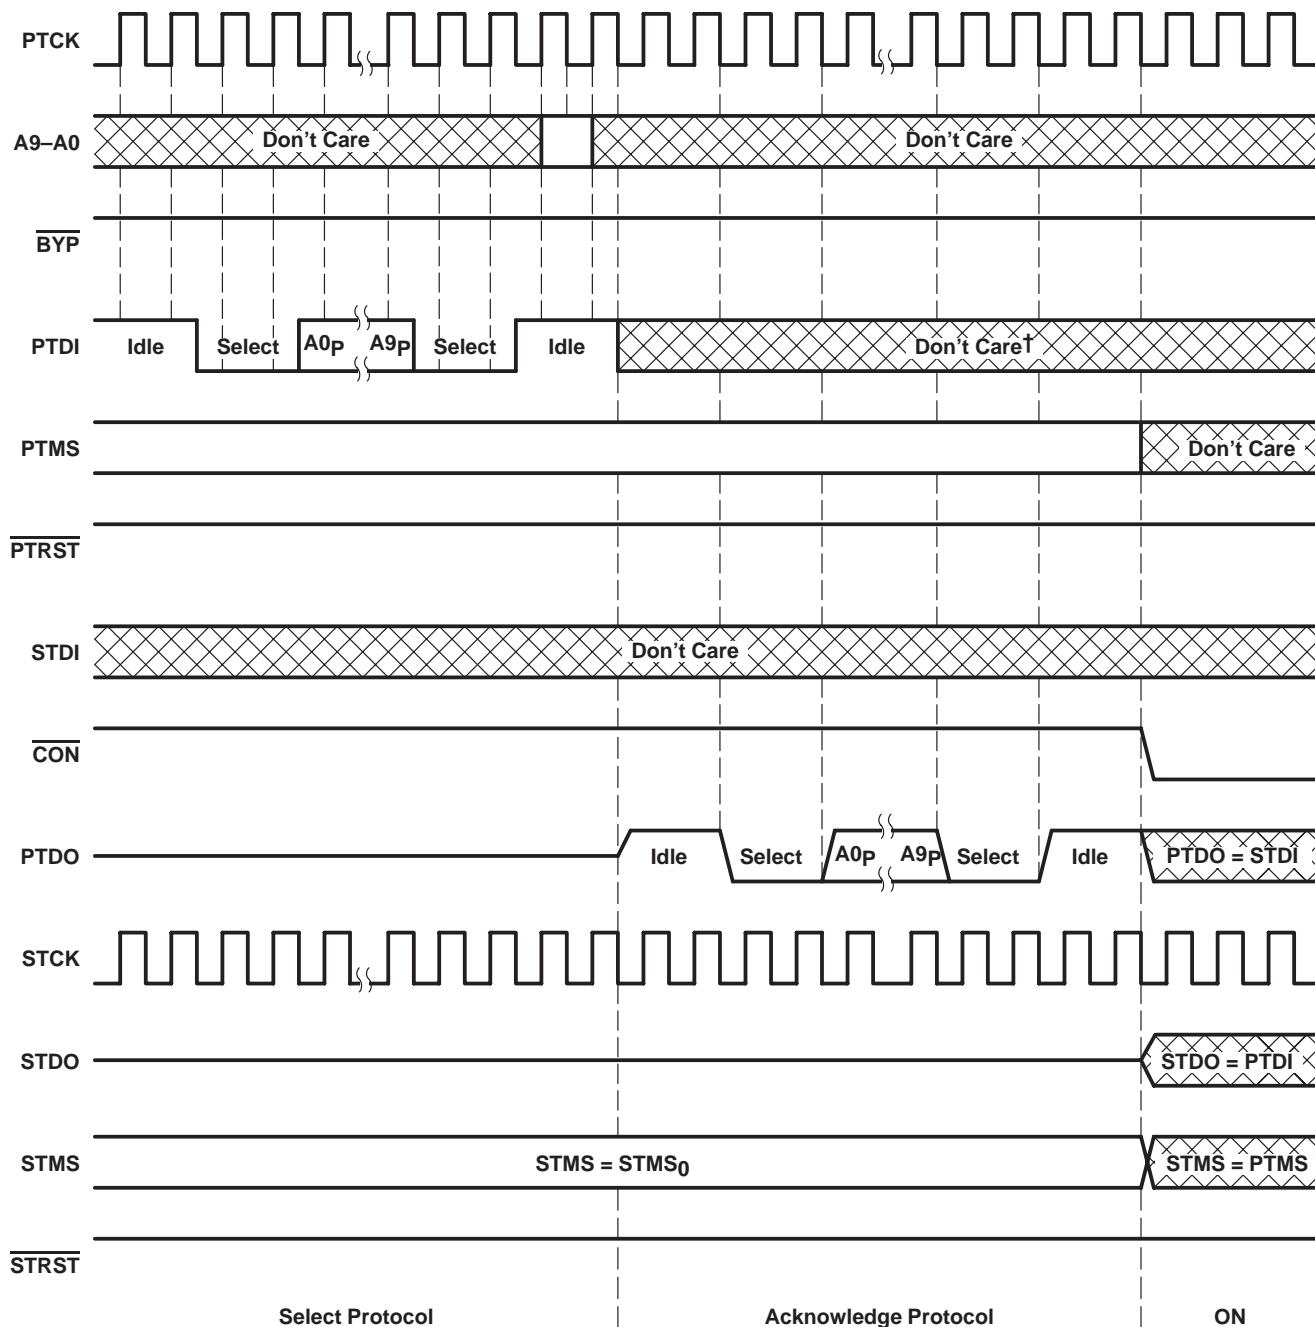 PTCK
A9–A0 Don't Care Don't Care
BYP
PTDI Idle Select A0P A9P Select Idle Don't Care†
PTMS Don't Care
PTRST
STDI Don't Care
CON
PTDO Idle Select A0P A9P Select Idle PTDO = STDI
STCK
STDO STDO = PTDI
STMS STMS = STMS0 STMS = PTMS
STRST
Select Protocol Acknowledge Protocol ON